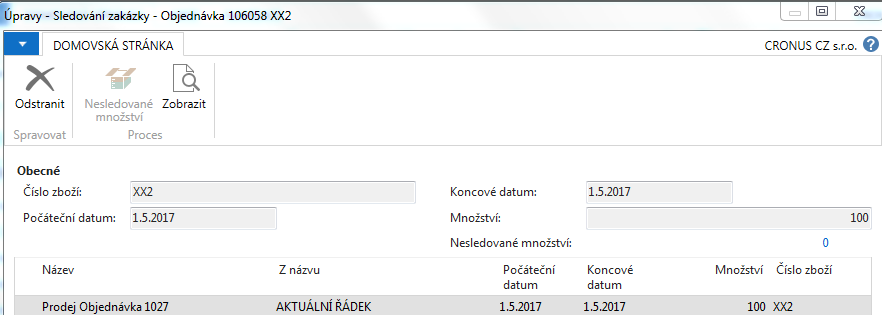 Úpravy - Sledování zakázky - Objednávka 106058 XX2
DOMOVSKÁ STRÁNKA
CRONUS CZ s.r.o.
Odstranit
Nesledované množství
Zobrazit
Spravovat
Proces
Obecné
Číslo zboží: XX2
Koncové datum: 1.5.2017
Počáteční datum: 1.5.2017
Množství: 100
Nesledované množství: 0
Název Z názvu Počáteční datum Koncové datum Množství Číslo zboží
Prodej Objednávka 1027 AKTUÁLNÍ ŘÁDEK 1.5.2017 1.5.2017 100 XX2